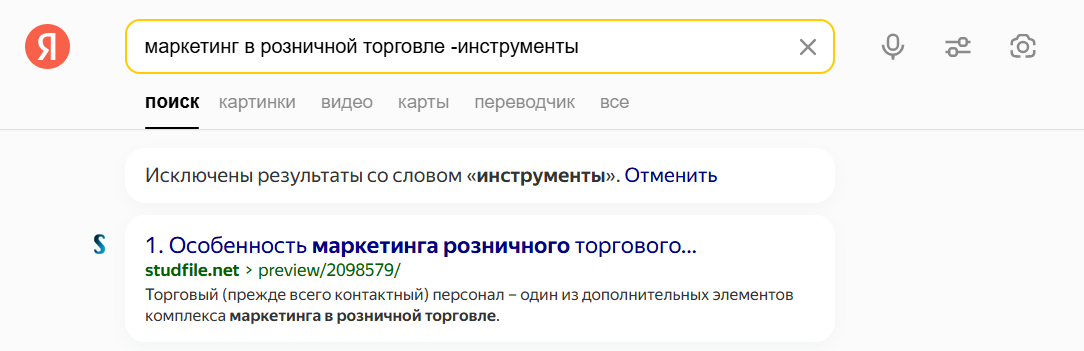 Я
маркетинг в розничной торговле -инструменты
поиск картинки видео карты переводчик все
Исключены результаты со словом «инструменты». Отменить
S
1. Особенность маркетинга розничного торгового...
studfile.net › preview/2098579/
Торговый (прежде всего контактный) персонал – один из дополнительных элементов
комплекса маркетинга в розничной торговле.